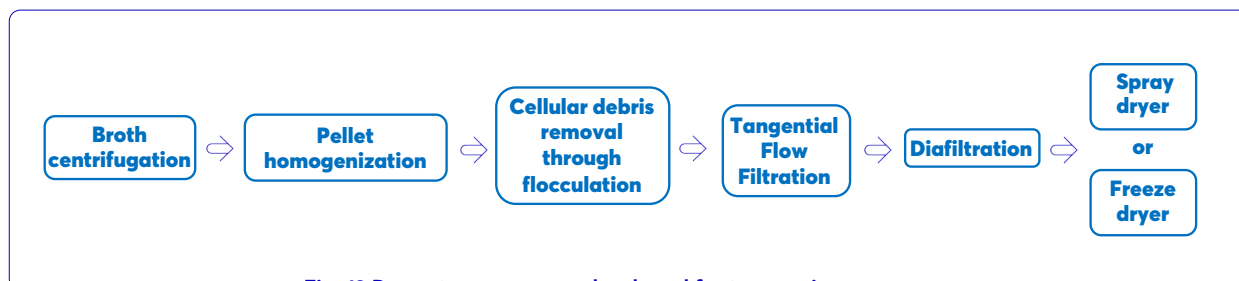 Broth
centrifugation
Pellet
homogenization
Cellular debris
removal
through
flocculation
Tangential
Flow
Filtration
Diafiltration
Spray
dryer
or
Freeze
dryer